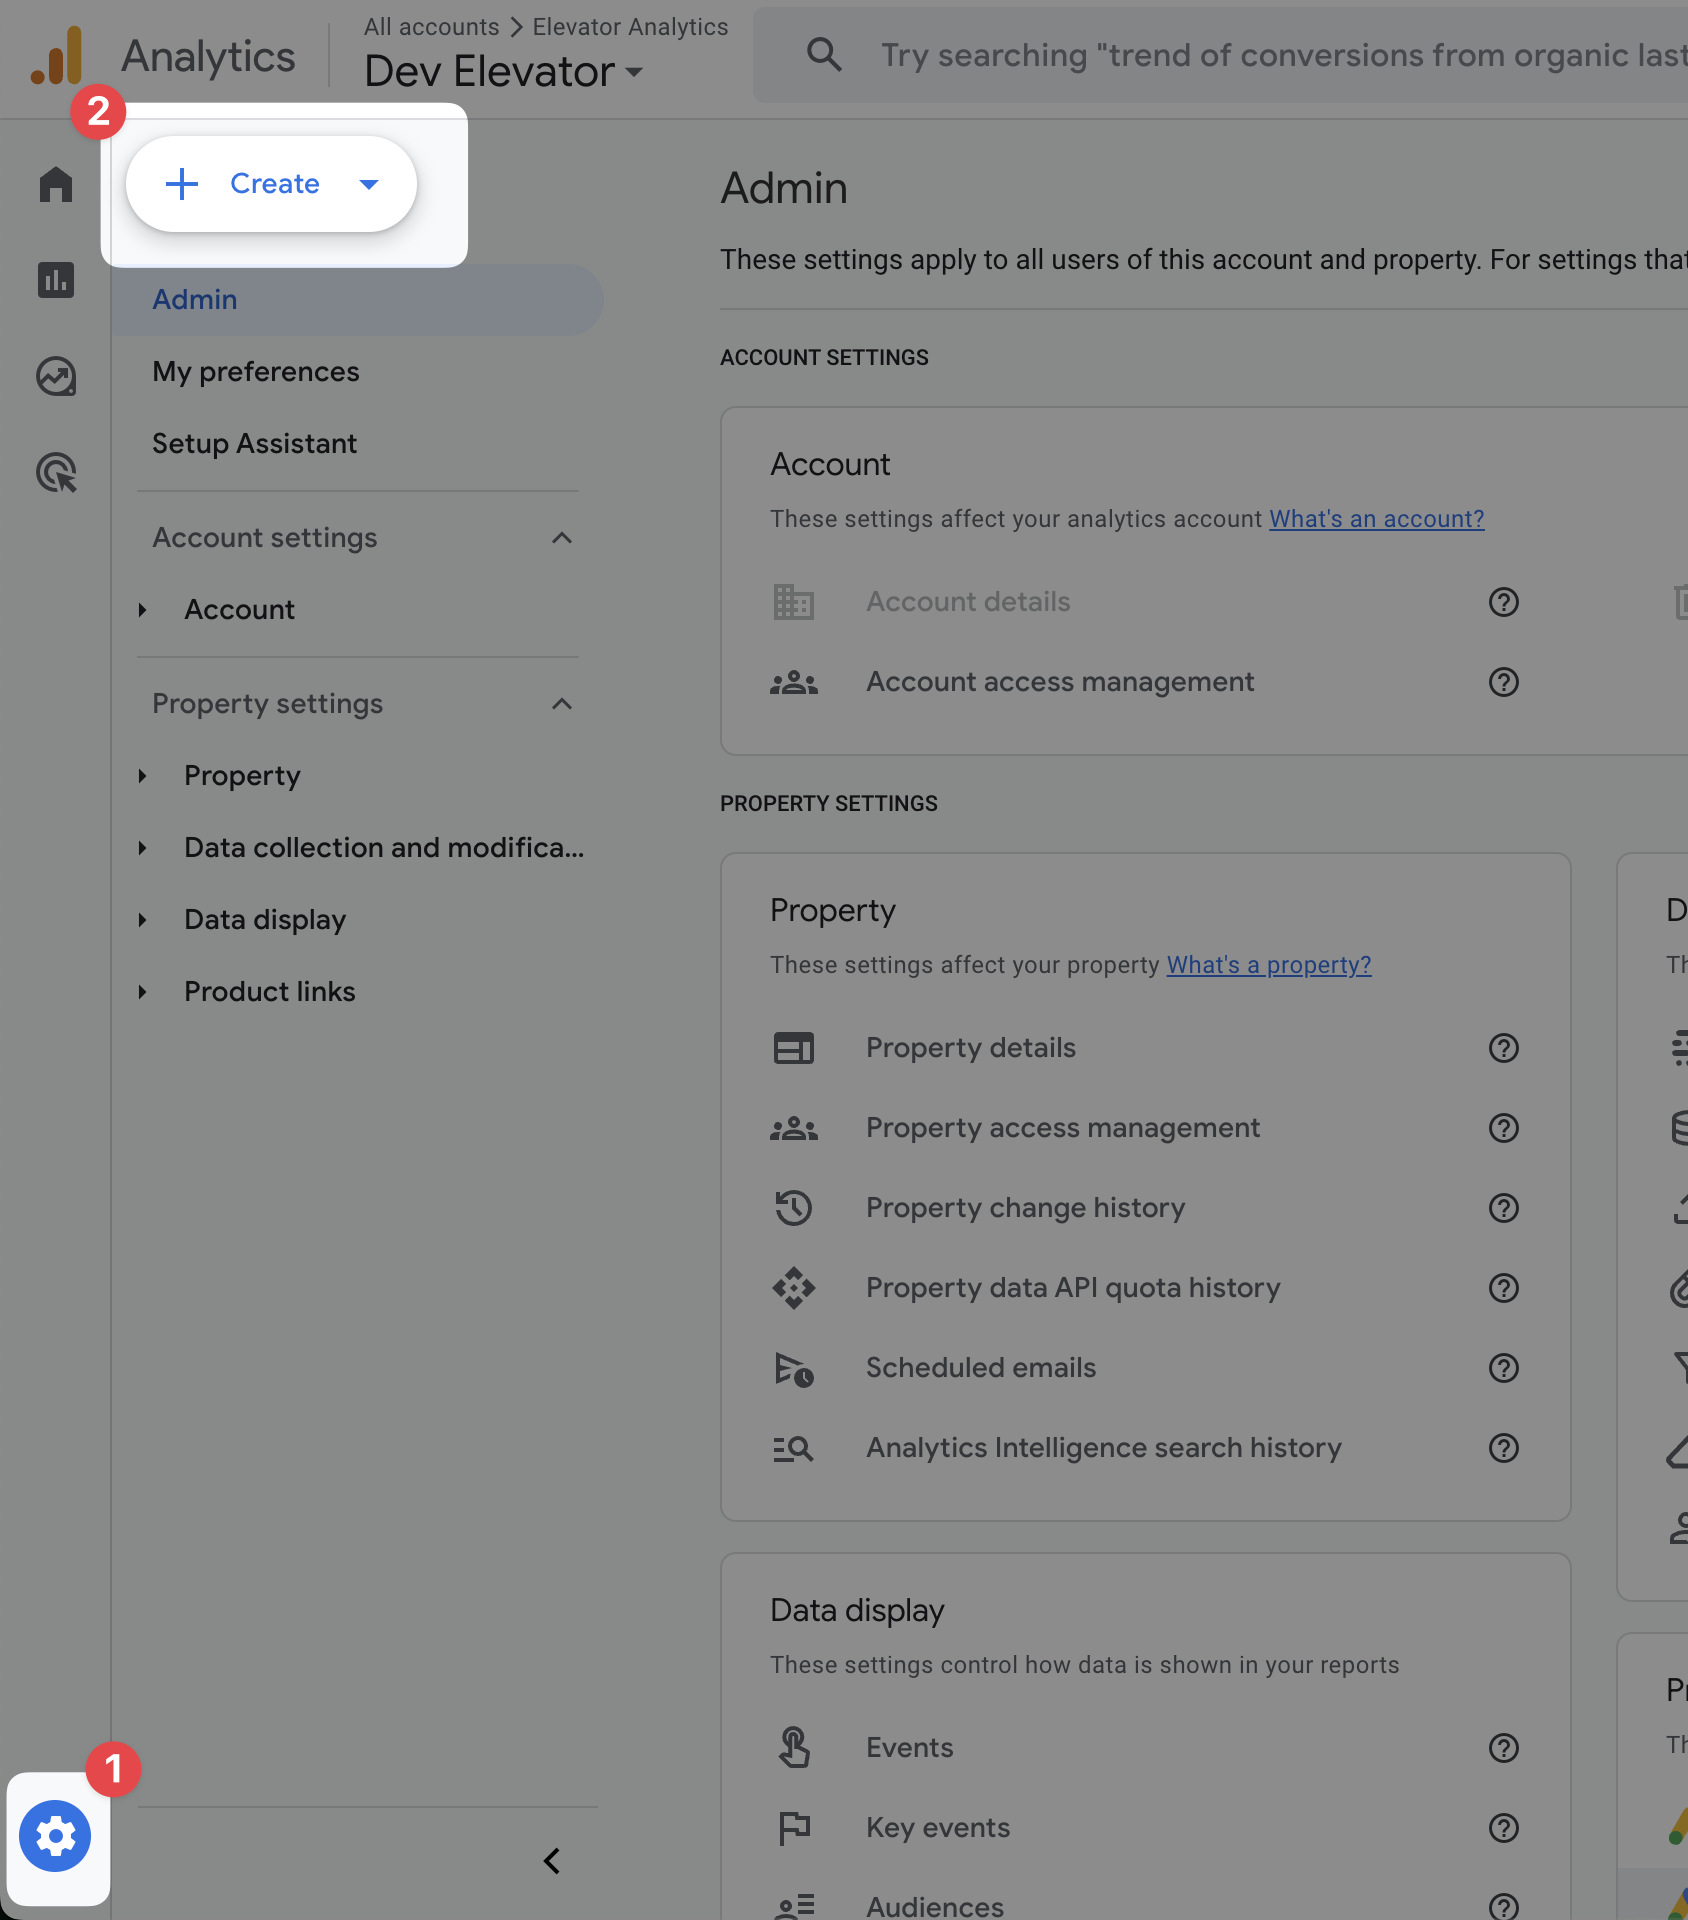 Analytics
All accounts > Elevator Analytics
Dev Elevator
Try searching "trend of conversions from organic last
2
Create
Admin
My preferences
Setup Assistant
Account settings
Account
Property settings
Property
Data collection and modifica...
Data display
Product links
1
Admin
These settings apply to all users of this account and property. For settings that
ACCOUNT SETTINGS
Account
These settings affect your analytics account What's an account?
Account details
Account access management
PROPERTY SETTINGS
Property
These settings affect your property What's a property?
Property details
Property access management
Property change history
Property data API quota history
Scheduled emails
Analytics Intelligence search history
Data display
These settings control how data is shown in your reports
Events
Key events
Audiences
D
Th
Pr
Th